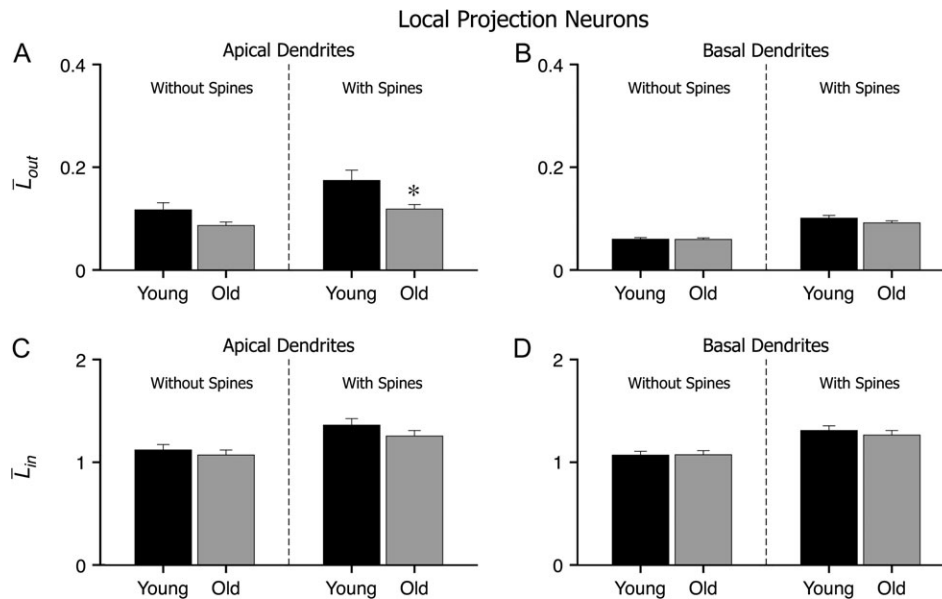 Local Projection Neurons
A
Apical Dendrites
Without Spines
With Spines
0.4
0.2
0
L̅out
*
Young Old Young Old
B
Basal Dendrites
Without Spines
With Spines
0.4
0.2
0
Young Old Young Old
C
Apical Dendrites
Without Spines
With Spines
2
1
0
L̅in
Young Old Young Old
D
Basal Dendrites
Without Spines
With Spines
2
1
0
Young Old Young Old